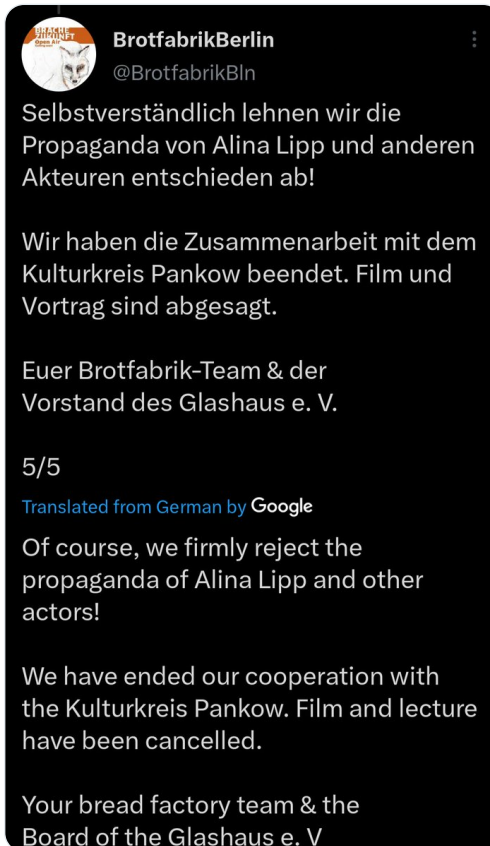 BRACHE
ZUKUNFT
Open Air
BrotfabrikBerlin
@BrotfabrikBln
Selbstverständlich lehnen wir die
Propaganda von Alina Lipp und anderen
Akteuren entschieden ab!
Wir haben die Zusammenarbeit mit dem
Kulturkreis Pankow beendet. Film und
Vortrag sind abgesagt.
Euer Brotfabrik-Team & der
Vorstand des Glashaus e. V.
5/5
Translated from German by Google
Of course, we firmly reject the
propaganda of Alina Lipp and other
actors!
We have ended our cooperation with
the Kulturkreis Pankow. Film and lecture
have been cancelled.
Your bread factory team & the
Board of the Glashaus e. V